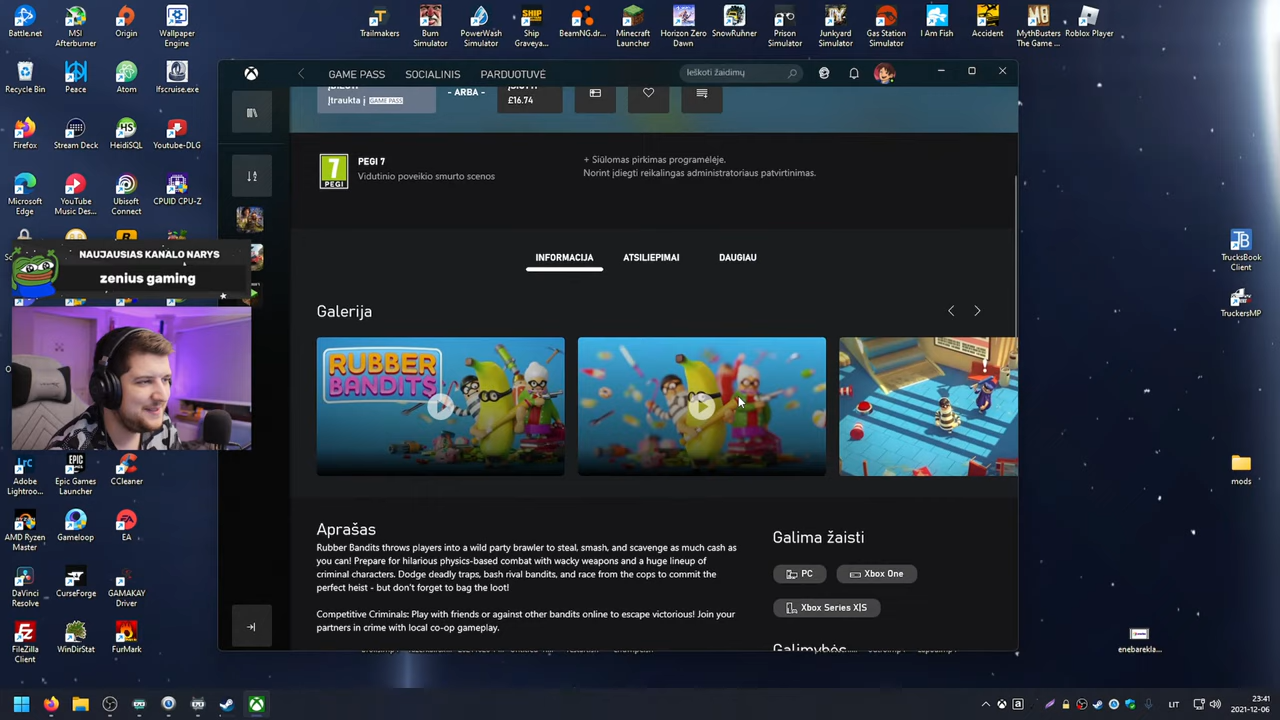 Battle.net
MSI Afterburner
Origin
Wallpaper Engine
Trailmakers
Bum Simulator
PowerWash Simulator
Ship Graveya...
BeamNG.dr...
Minecraft Launcher
Horizon Zero Dawn
SnowRunner
Prison Simulator
Junkyard Simulator
Gas Station Simulator
I Am Fish
Accident
MythBusters The Game ...
Roblox Player
Recycle Bin
Peace
Atom
lfscruise.exe
Firefox
Stream Deck
HeidiSQL
Youtube-DLG
Microsoft Edge
YouTube Music Des...
Ubisoft Connect
CPUID CPU-Z
GAME PASS
SOCIALINIS
PARDUOTUVĖ
Ieškoti žaidimų
Įtraukta į GAME PASS
- ARBA -
£16.74
7
PEGI
PEGI 7
Vidutinio poveikio smurto scenos
+ Siūlomas pirkimas programėlėje.
Norint įdiegti reikalingas administratoriaus patvirtinimas.
NAUJAUSIAS KANALO NARYS
zenius gaming
INFORMACIJA
ATSILIEPIMAI
DAUGIAU
Galerija
RUBBER
BANDITS
Aprašas
Rubber Bandits throws players into a wild party brawler to steal, smash, and scavenge as much cash as
you can! Prepare for hilarious physics-based combat with wacky weapons and a huge lineup of
criminal characters. Dodge deadly traps, bash rival bandits, and race from the cops to commit the
perfect heist - but don't forget to bag the loot!
Competitive Criminals: Play with friends or against other bandits online to escape victorious! Join your
partners in crime with local co-op gameplay.
Galima žaisti
PC
Xbox One
Xbox Series X|S
Galimybės
Adobe Lightroo...
Epic Games Launcher
CCleaner
AMD Ryzen Master
Gameloop
EA
DaVinci Resolve
CurseForge
GAMAKAY Driver
FileZilla Client
WinDirStat
FurMark
TrucksBook Client
TruckersMP
mods
enebarekla...
LIT
23:41
2021-12-06